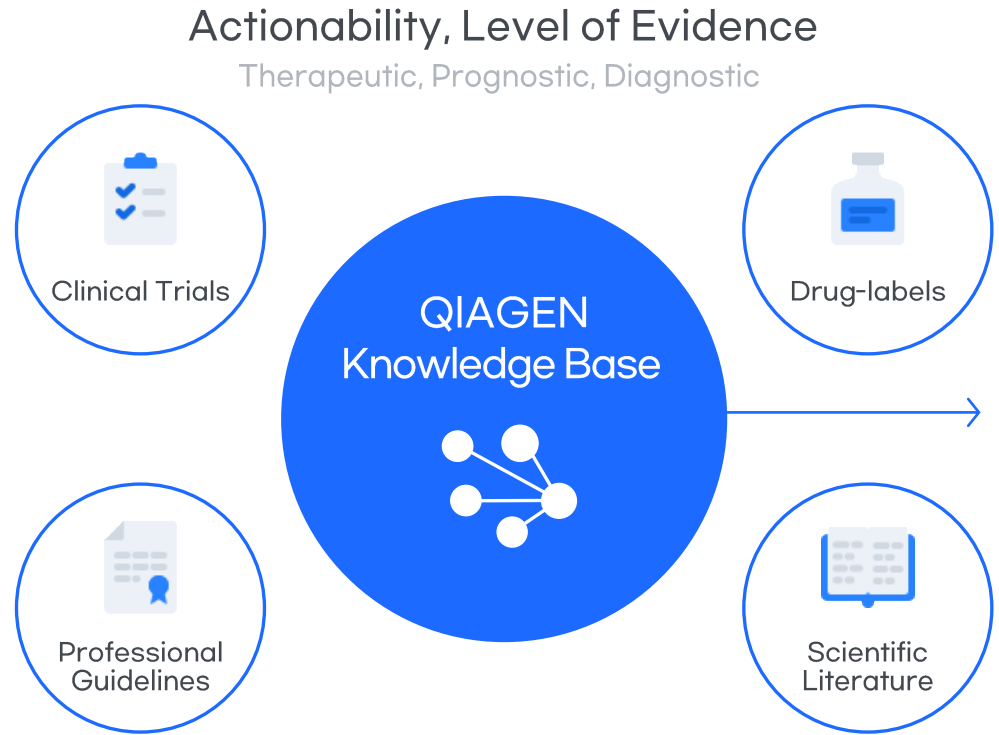 Actionability, Level of Evidence
Therapeutic, Prognostic, Diagnostic
Clinical Trials
Drug-labels
QIAGEN
Knowledge Base
Professional
Guidelines
Scientific
Literature